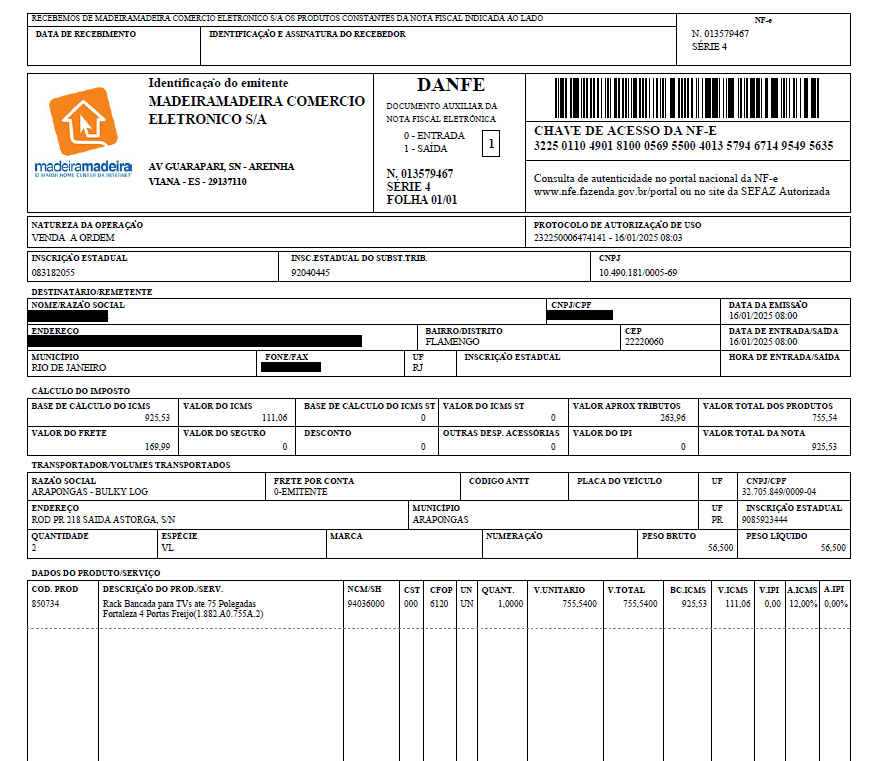 RECEBEMOS DE MADEIRAMADEIRA COMERCIO ELETRONICO S/A OS PRODUTOS CONSTANTES DA NOTA FISCAL INDICADA AO LADO
DATA DE RECEBIMENTO
IDENTIFICAÇÃO E ASSINATURA DO RECEBEDOR
NF-e
N. 013579467
SÉRIE 4
madeiramadeira
O MAIOR HOME CENTER DA INTERNET
Identificação do emitente
MADEIRAMADEIRA COMERCIO
ELETRONICO S/A
AV GUARAPARI, SN - AREINHA
VIANA - ES - 29137110
DANFE
DOCUMENTO AUXILIAR DA
NOTA FISCAL ELETRÔNICA
0 - ENTRADA
1 - SAÍDA
1
N. 013579467
SÉRIE 4
FOLHA 01/01
CHAVE DE ACESSO DA NF-E
3225 0110 4901 8100 0569 5500 4013 5794 6714 9549 5635
Consulta de autenticidade no portal nacional da NF-e
www.nfe.fazenda.gov.br/portal ou no site da SEFAZ Autorizada
NATUREZA DA OPERAÇÃO
VENDA A ORDEM
PROTOCOLO DE AUTORIZAÇÃO DE USO
232250006474141 - 16/01/2025 08:03
INSCRIÇÃO ESTADUAL
083182055
INSC.ESTADUAL DO SUBST.TRIB.
92040445
CNPJ
10.490.181/0005-69
DESTINATÁRIO/REMETENTE
NOME/RAZÃO SOCIAL
CNPJ/CPF
DATA DA EMISSÃO
16/01/2025 08:00
ENDEREÇO
BAIRRO/DISTRITO
FLAMENGO
CEP
22220060
DATA DE ENTRADA/SAÍDA
16/01/2025 08:00
MUNICÍPIO
RIO DE JANEIRO
FONE/FAX
UF
RJ
INSCRIÇÃO ESTADUAL
HORA DE ENTRADA/SAÍDA
CÁLCULO DO IMPOSTO
BASE DE CÁLCULO DO ICMS
925,53
VALOR DO ICMS
111,06
BASE DE CÁLCULO DO ICMS ST
0
VALOR DO ICMS ST
0
VALOR APROX TRIBUTOS
263,96
VALOR TOTAL DOS PRODUTOS
755,54
VALOR DO FRETE
169,99
VALOR DO SEGURO
0
DESCONTO
0
OUTRAS DESP. ACESSÓRIAS
0
VALOR DO IPI
0
VALOR TOTAL DA NOTA
925,53
TRANSPORTADOR/VOLUMES TRANSPORTADOS
RAZÃO SOCIAL
ARAPONGAS - BULKY LOG
FRETE POR CONTA
0-EMITENTE
CÓDIGO ANTT
PLACA DO VEÍCULO
UF
CNPJ/CPF
32.705.849/0009-04
ENDEREÇO
ROD PR 218 SAIDA ASTORGA, S/N
MUNICÍPIO
ARAPONGAS
UF
PR
INSCRIÇÃO ESTADUAL
9085923444
QUANTIDADE
2
ESPÉCIE
VL
MARCA
NUMERAÇÃO
PESO BRUTO
56,500
PESO LÍQUIDO
56,500
DADOS DO PRODUTO/SERVIÇO
COD. PROD DESCRIÇÃO DO PROD./SERV. NCM/SH CST CFOP UN QUANT. V.UNITARIO V.TOTAL BC.ICMS V.ICMS V.IPI A.ICMS A.IPI
850734 Rack Bancada para TVs ate 75 Polegadas 94036000 000 6120 UN 1,0000 755,5400 755,5400 925,53 111,06 0,00 12,00% 0,00%
Fortaleza 4 Portas Freijo(1.882.A0.755A.2)